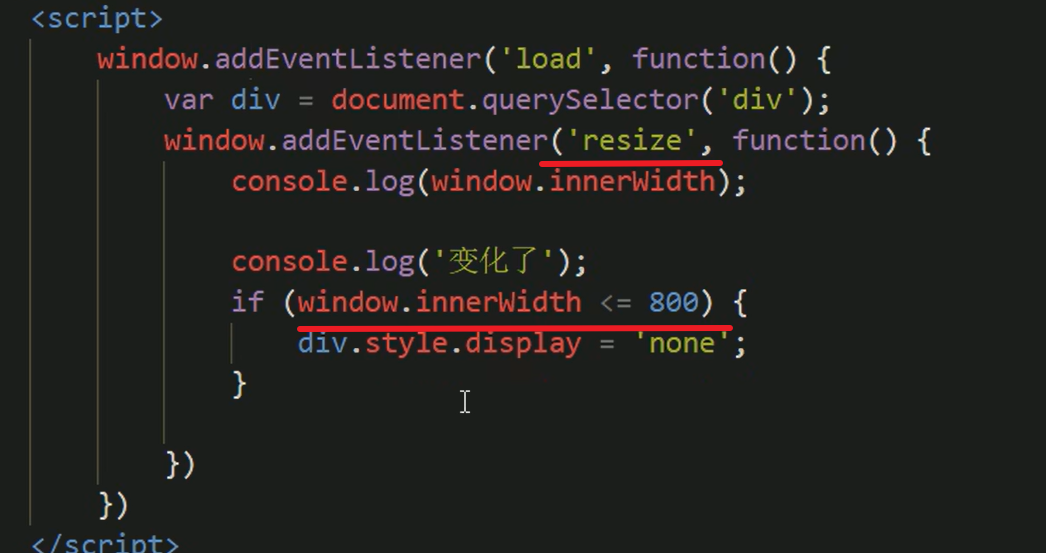 <script>
window.addEventListener('load', function() {
var div = document.querySelector('div');
window.addEventListener('resize', function() {
console.log(window.innerWidth);
console.log('变化了');
if (window.innerWidth <= 800) {
div.style.display = 'none';
}
})
})
</script>